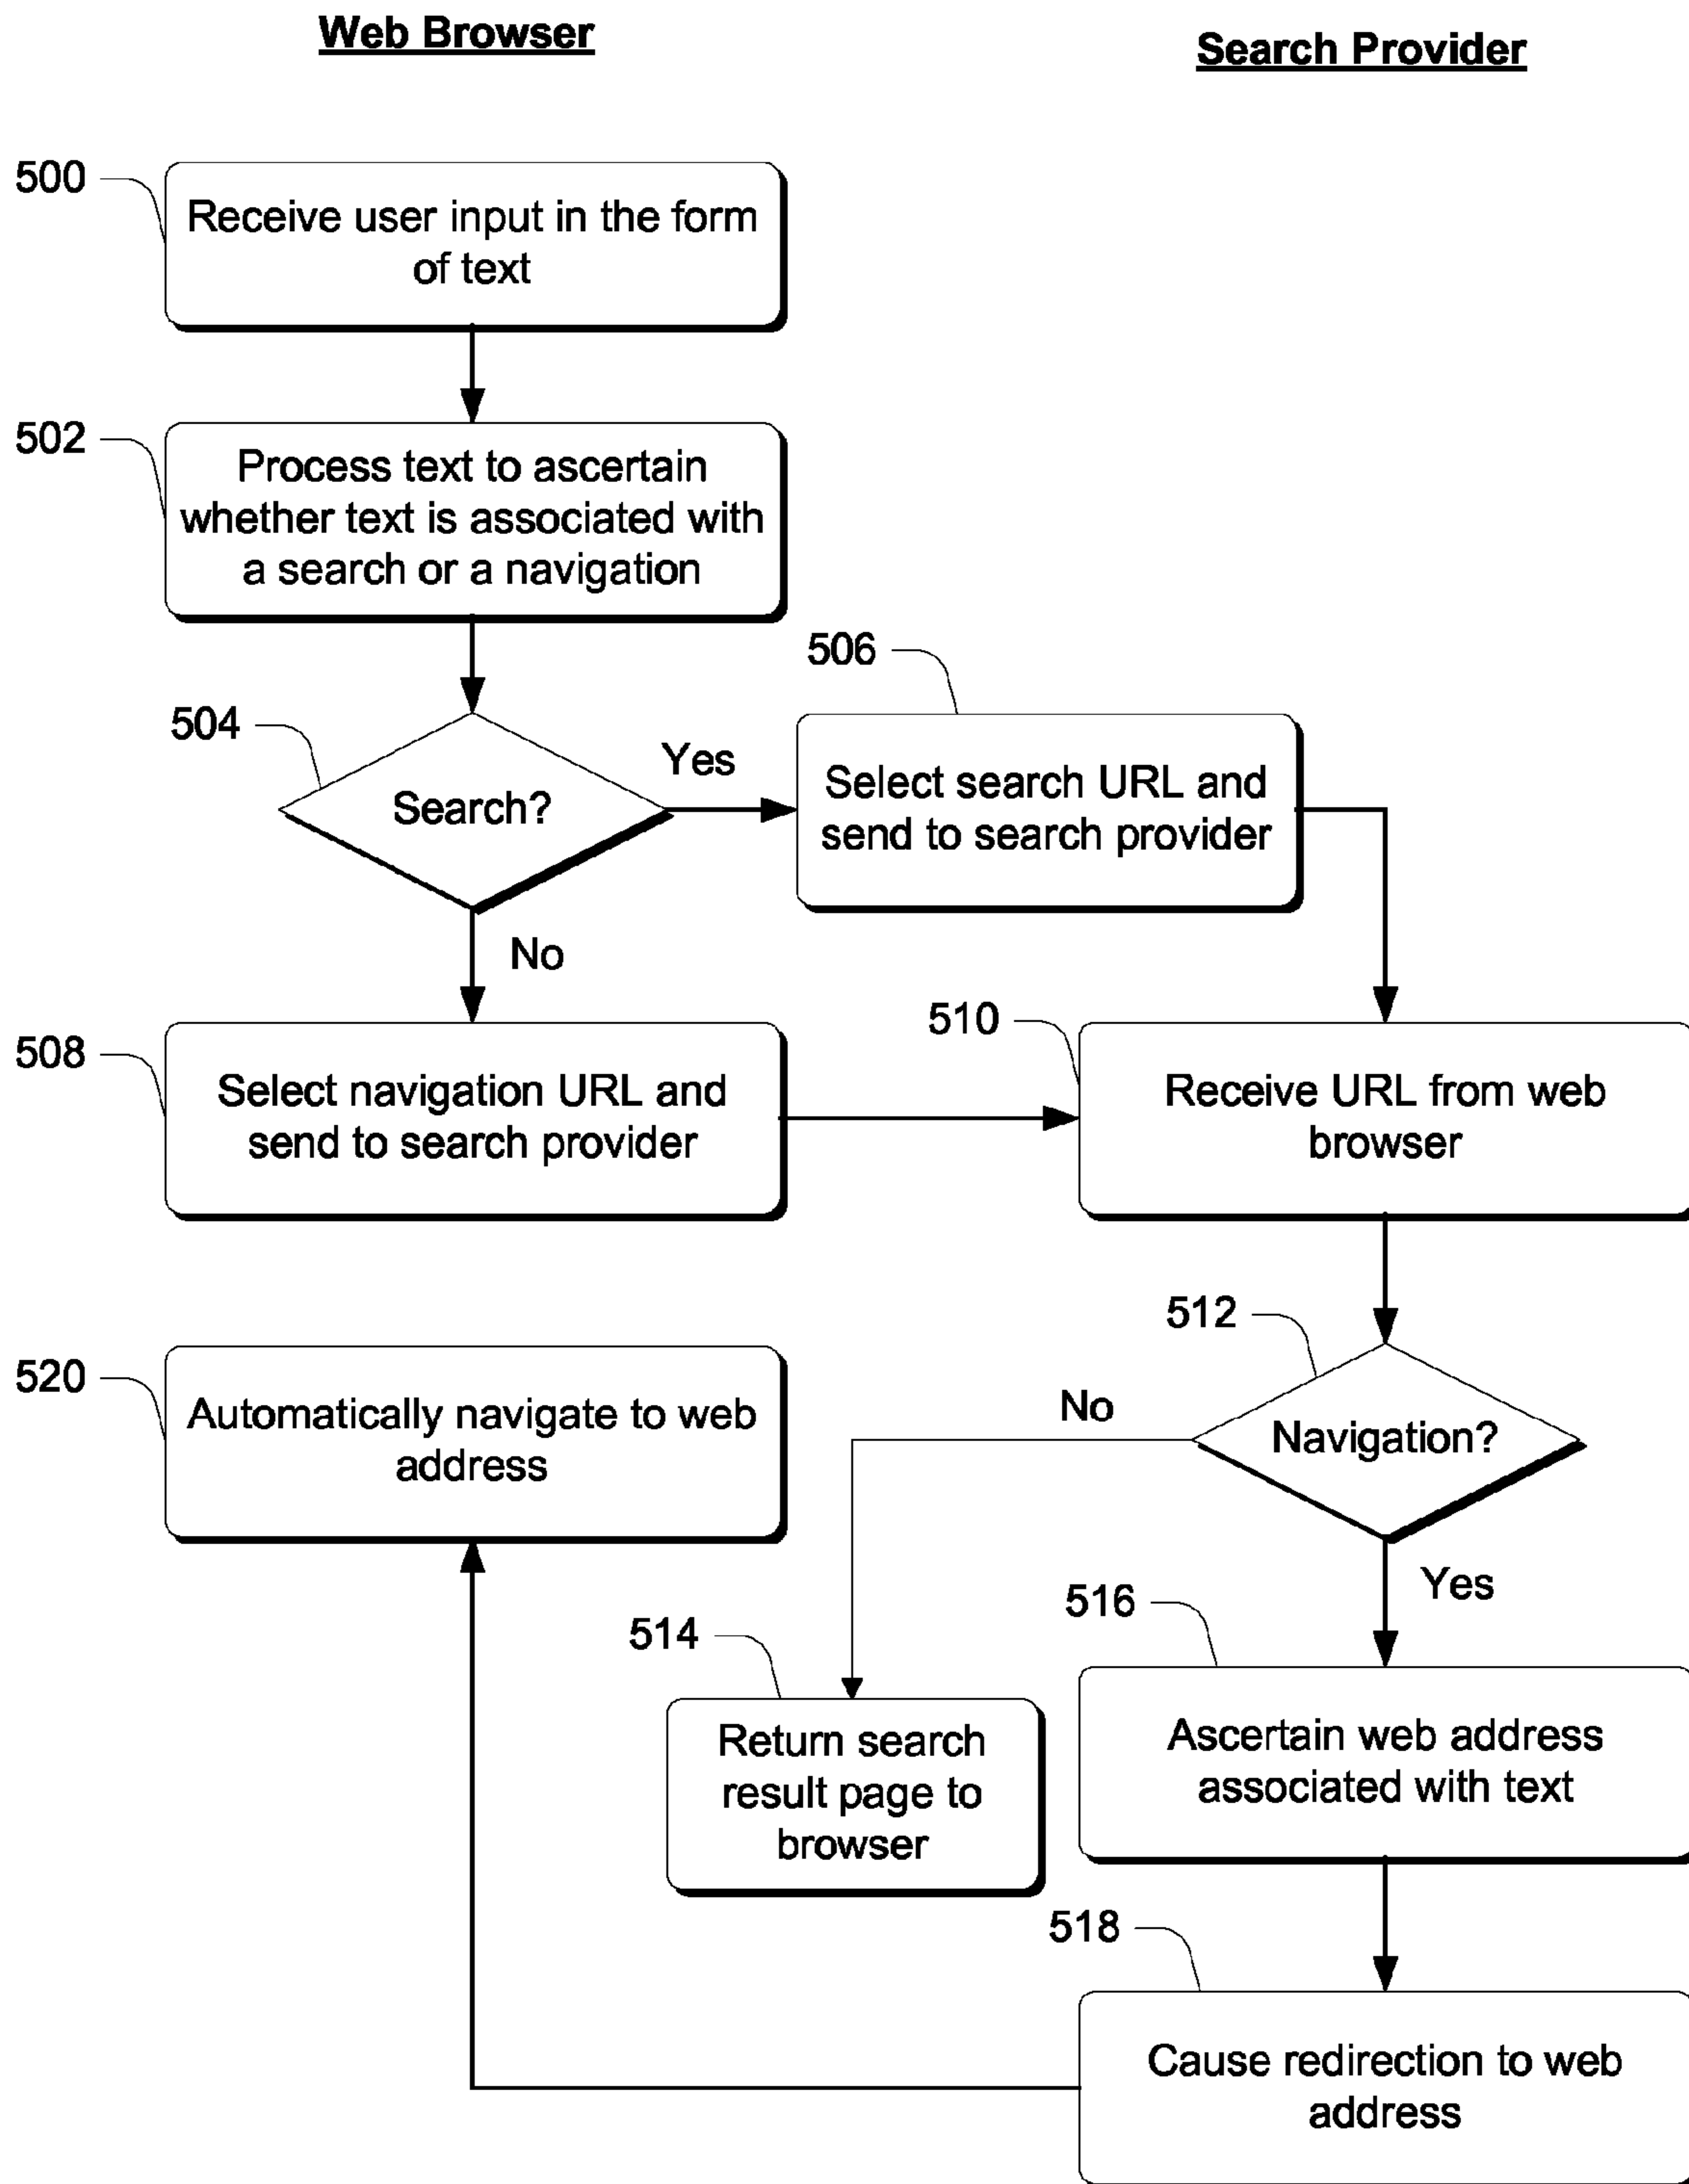 Web Browser
Search Provider
500
Receive user input in the form
of text
502
Process text to ascertain
whether text is associated with
a search or a navigation
504
Search?
Yes
No
506
Select search URL and
send to search provider
508
Select navigation URL and
send to search provider
510
Receive URL from web
browser
512
Navigation?
No
Yes
514
Return search
result page to
browser
516
Ascertain web address
associated with text
518
Cause redirection to web
address
520
Automatically navigate to web
address